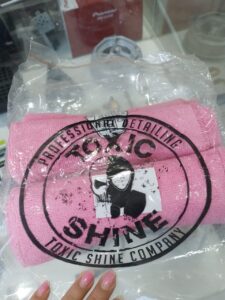 PROFESSIONAL DETAILING
TOXIC
SHINE
TOXIC SHINE COMPANY